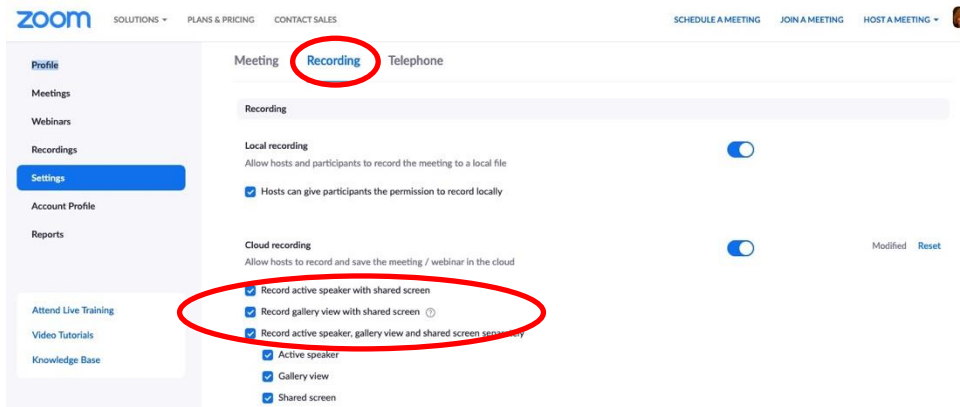 zoom SOLUTIONS PLANS & PRICING CONTACT SALES SCHEDULE A MEETING JOIN A MEETING HOST A MEETING
Profile
Meetings
Webinars
Recordings
Settings
Account Profile
Reports
Attend Live Training
Video Tutorials
Knowledge Base
Meeting Recording Telephone
Recording
Local recording
Allow hosts and participants to record the meeting to a local file
Hosts can give participants the permission to record locally
Cloud recording Modified Reset
Allow hosts to record and save the meeting / webinar in the cloud
Record active speaker with shared screen
Record gallery view with shared screen ?
Record active speaker, gallery view and shared screen separately
Active speaker
Gallery view
Shared screen